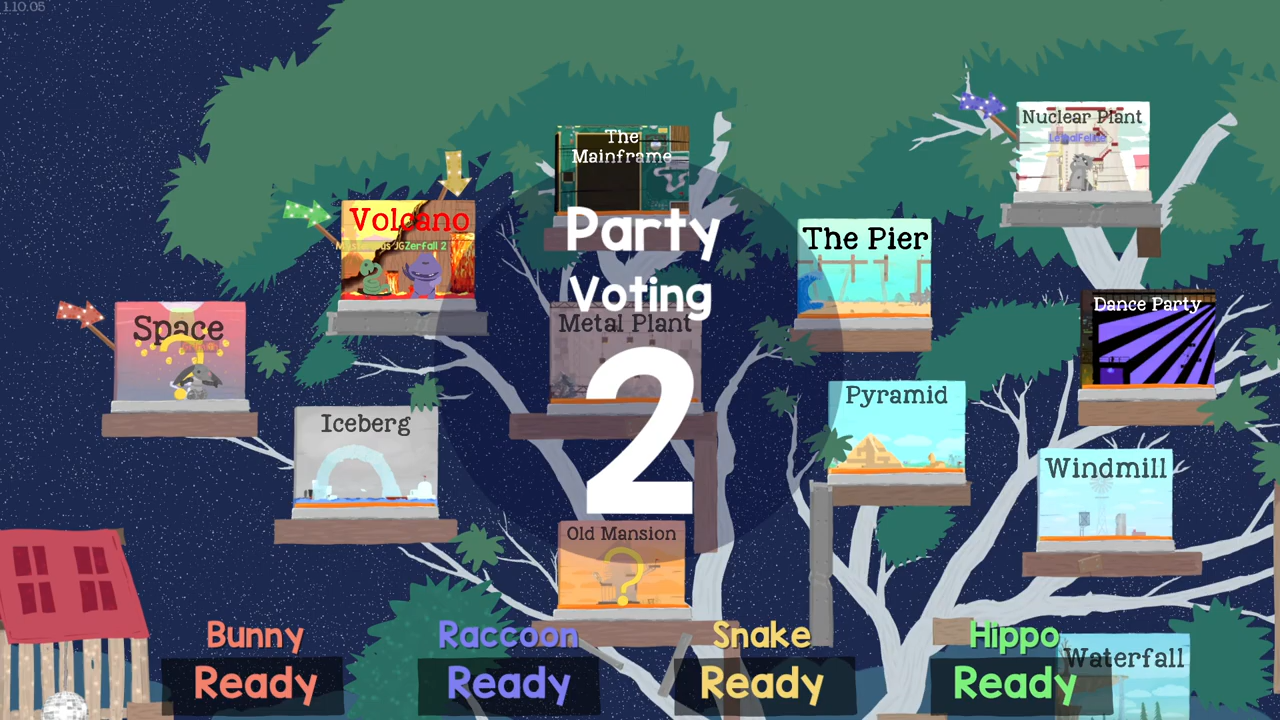 1.10.05
The
Mainframe
Nuclear Plant
LethalFeline
Volcano
Party
The Pier
Voting
Space
Metal Plant
Dance Party
2
Iceberg
Pyramid
Windmill
Old Mansion
Bunny
Raccoon
Snake
Hippo
Waterfall
Ready
Ready
Ready
Ready